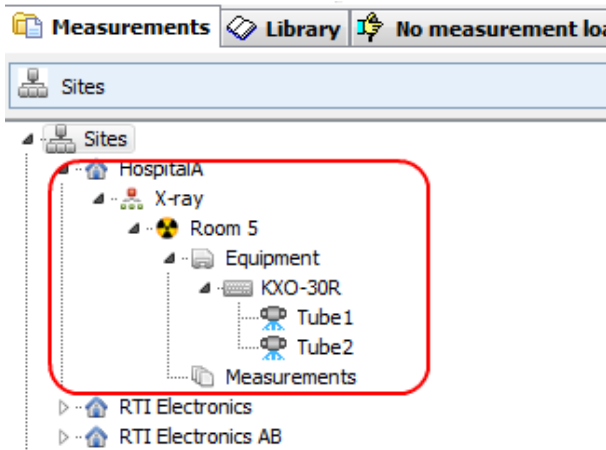 Measurements Library No measurement loa
Sites
Sites
HospitalA
X-ray
Room 5
Equipment
KXO-30R
Tube1
Tube2
Measurements
RTI Electronics
RTI Electronics AB